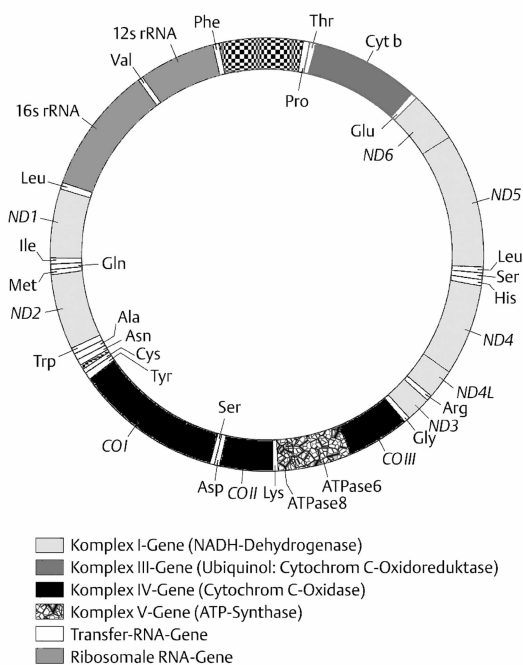 Phe
Thr
12s rRNA
Cyt b
Val
Pro
16s rRNA
Glu
ND6
Leu
ND5
ND1
Ile
Gln
Leu
Ser
Met
His
ND2
Ala
Asn
ND4
Trp
Cys
Tyr
ND4L
Arg
Ser
ND3
Gly
COI
COIII
Asp
COII
Lys
ATPase6
ATPase8
Komplex I-Gene (NADH-Dehydrogenase)
Komplex III-Gene (Ubiquinol: Cytochrom C-Oxidoreduktase)
Komplex IV-Gene (Cytochrom C-Oxidase)
Komplex V-Gene (ATP-Synthase)
Transfer-RNA-Gene
Ribosomale RNA-Gene